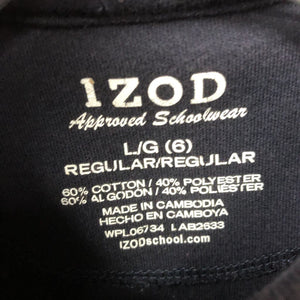 IZOD
Approved Schoolwear
L/G (6)
REGULAR/REGULAR
60% COTTON / 40% POLYESTER
60% ALGODON / 40% POLIESTER
MADE IN CAMBODIA
HECHO EN CAMBOYA
WPL06734 LAB2633
IZODschool.com